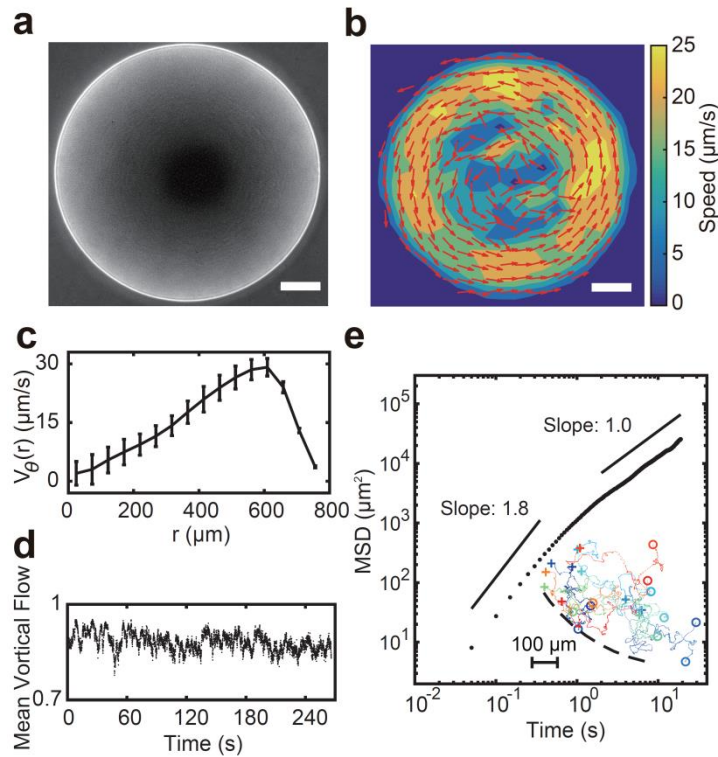 a
b
25
20
15
10
5
0
Speed (µm/s)
c
30
15
0
Vθ(r) (µm/s)
0 200 400 600 800
r (µm)
d
1
0.7
Mean Vortical Flow
0 60 120 180 240
Time (s)
e
10^5
10^4
10^3
10^2
10^1
MSD (µm²)
Slope: 1.0
Slope: 1.8
100 µm
10^-2 10^-1 10^0 10^1 10^2
Time (s)